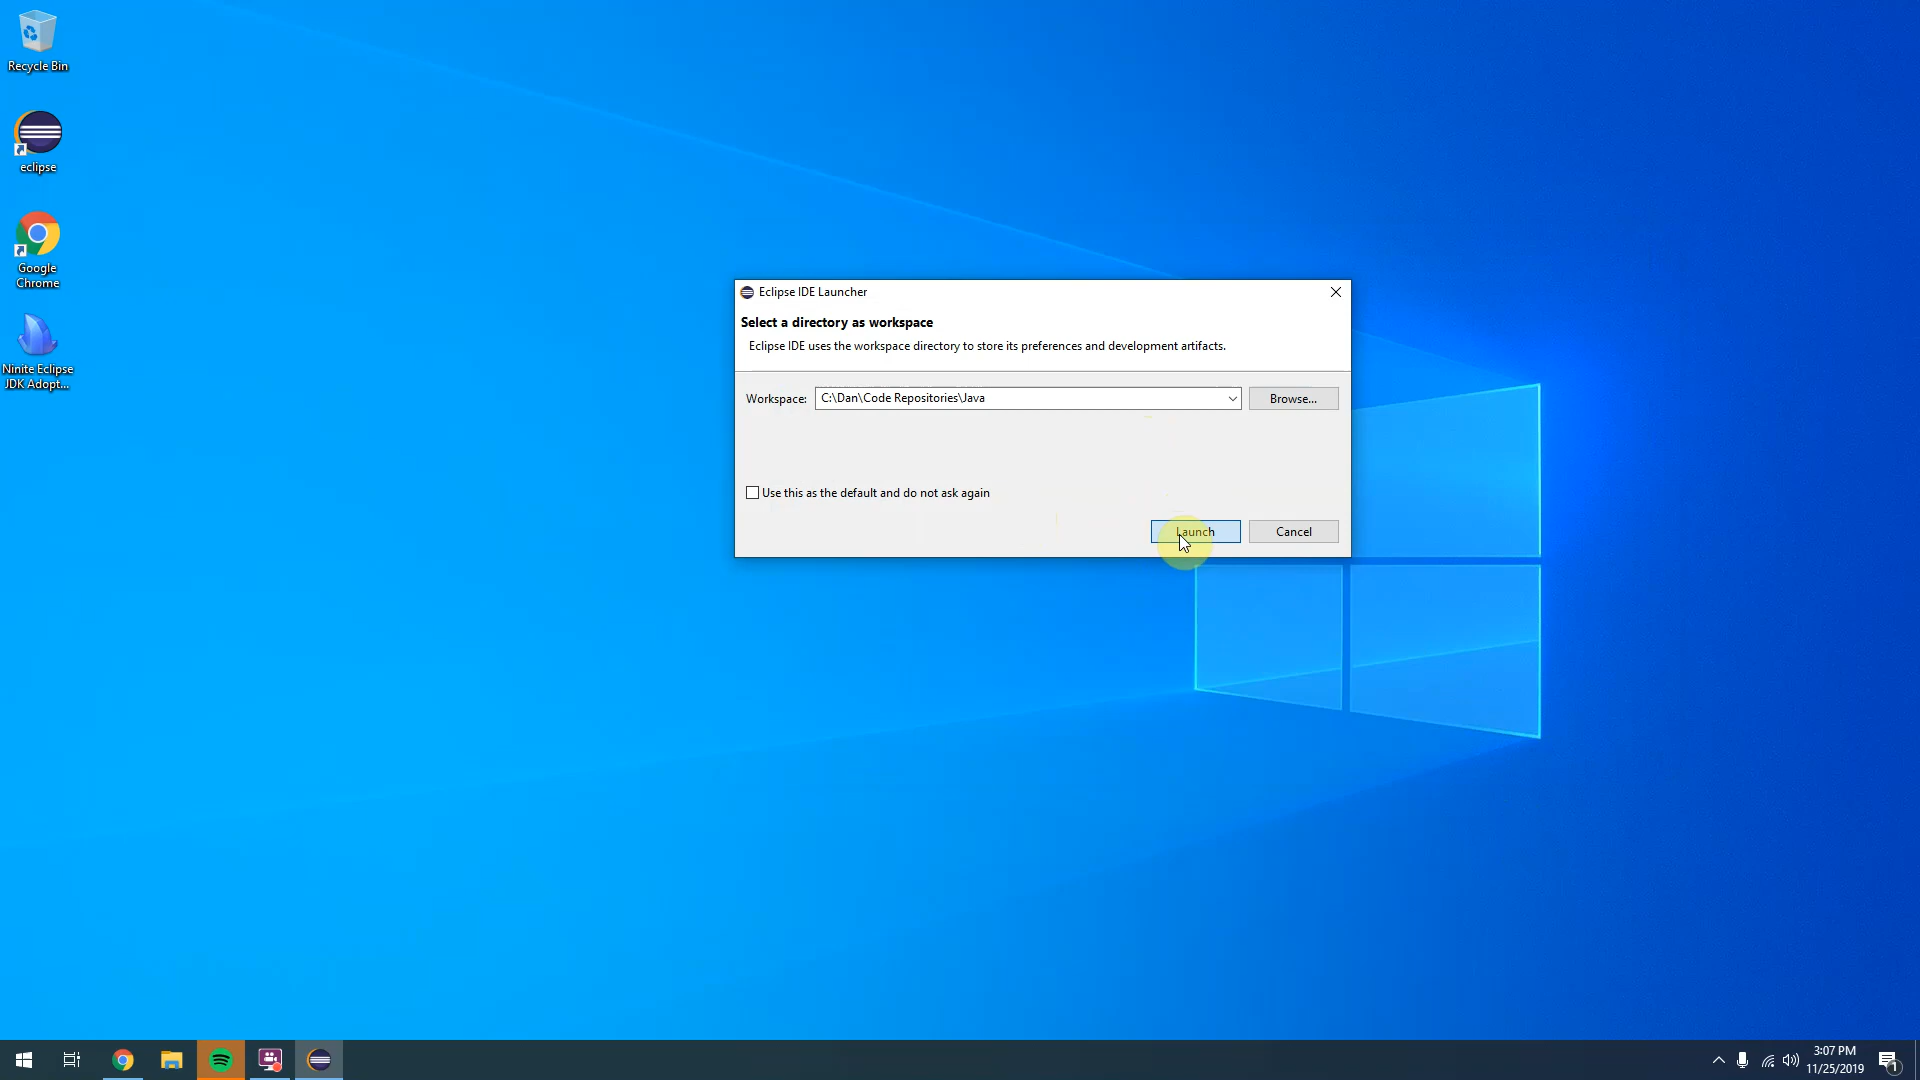 Recycle Bin
eclipse
Google
Chrome
Ninite Eclipse
JDK Adopt...
Eclipse IDE Launcher
Select a directory as workspace
Eclipse IDE uses the workspace directory to store its preferences and development artifacts.
Workspace: C:\Dan\Code Repositories\Java Browse...
Use this as the default and do not ask again
Launch Cancel
3:07 PM
11/25/2019
1